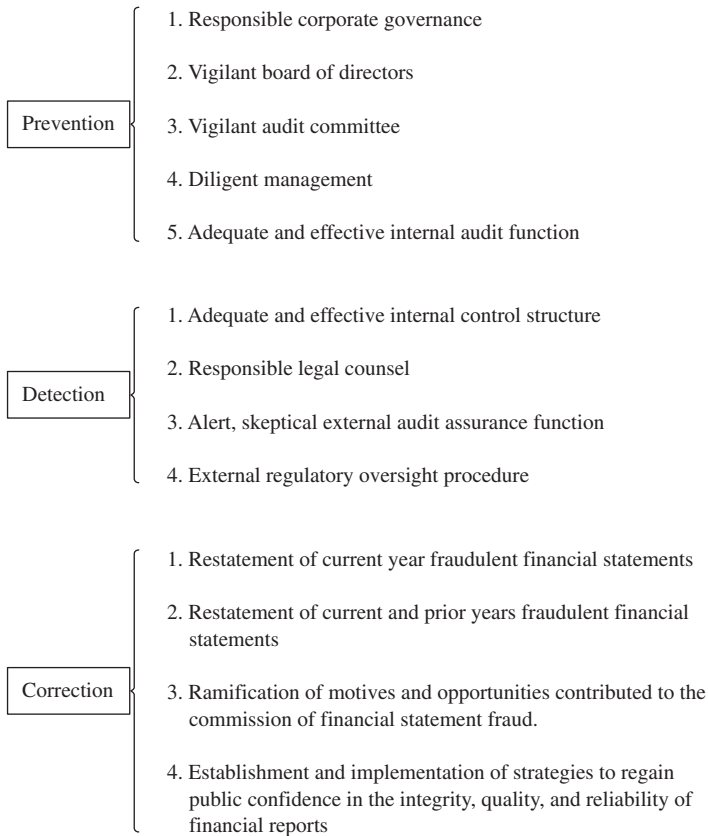 Prevention
1. Responsible corporate governance
2. Vigilant board of directors
3. Vigilant audit committee
4. Diligent management
5. Adequate and effective internal audit function
Detection
1. Adequate and effective internal control structure
2. Responsible legal counsel
3. Alert, skeptical external audit assurance function
4. External regulatory oversight procedure
Correction
1. Restatement of current year fraudulent financial statements
2. Restatement of current and prior years fraudulent financial
statements
3. Ramification of motives and opportunities contributed to the
commission of financial statement fraud.
4. Establishment and implementation of strategies to regain
public confidence in the integrity, quality, and reliability of
financial reports